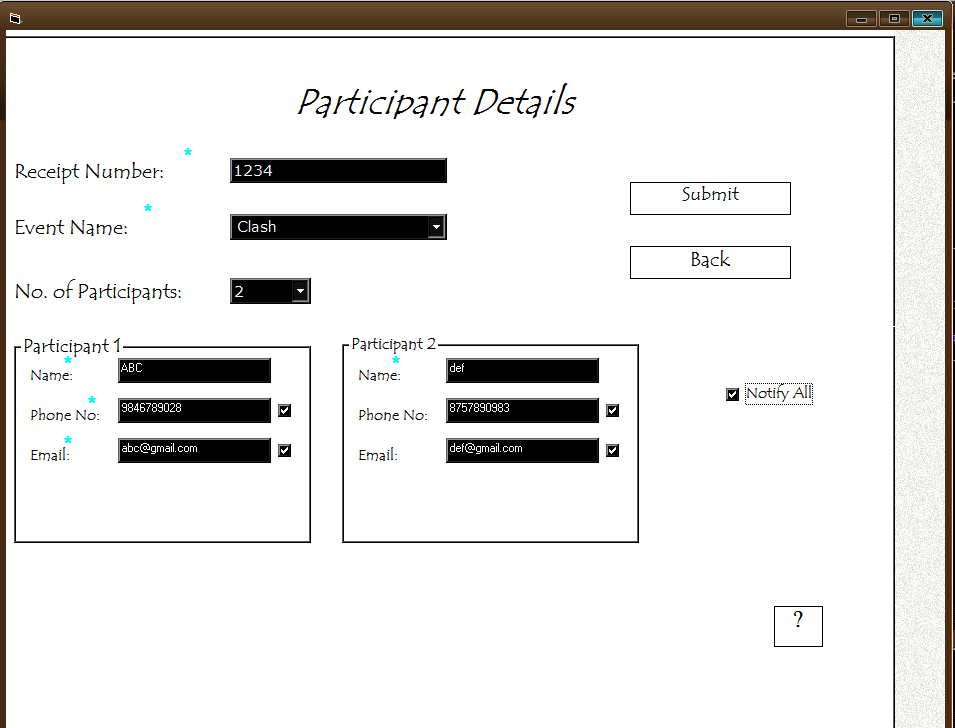 Participant Details
*
Receipt Number: 1234
Submit
*
Event Name: Clash
Back
No. of Participants: 2
Participant 1
*
Name: ABC
*
Phone No: 9846789028
*
Email: abc@gmail.com
Participant 2
*
Name: def
Phone No: 8757890983
Email: def@gmail.com
Notify All
?